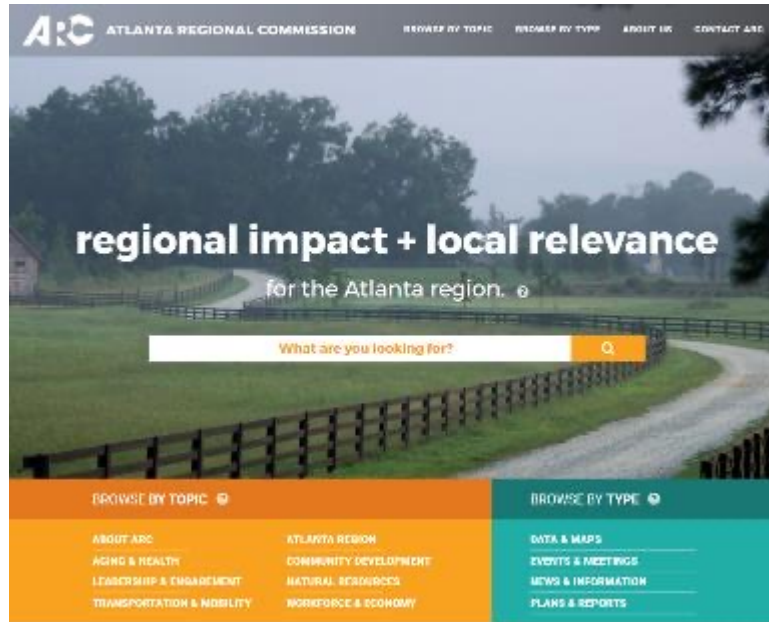 ARC ATLANTA REGIONAL COMMISSION
BROWSE BY TOPIC BROWSE BY TYPE ABOUT US CONTACT ARC
regional impact + local relevance
for the Atlanta region.
What are you looking for?
BROWSE BY TOPIC
ABOUT ARC
AGING & HEALTH
LEADERSHIP & ENGAGEMENT
TRANSPORTATION & MOBILITY
ATLANTA REGION
COMMUNITY DEVELOPMENT
NATURAL RESOURCES
WORKFORCE & ECONOMY
BROWSE BY TYPE
DATA & MAPS
EVENTS & MEETINGS
NEWS & INFORMATION
PLANS & REPORTS